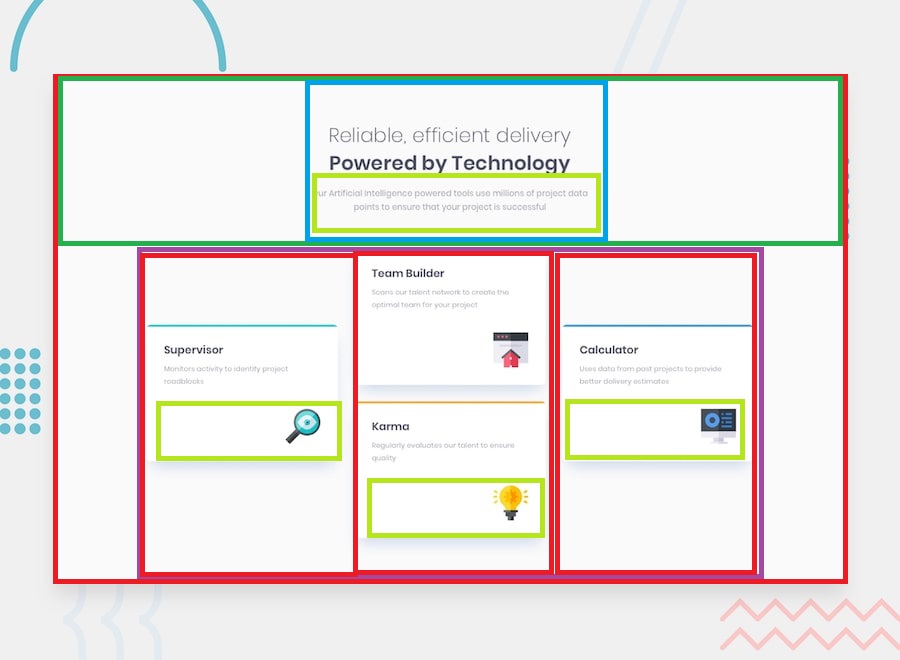 Reliable, efficient delivery
Powered by Technology
Artificial Intelligence powered tools use millions of project data
points to ensure that your project is successful
Supervisor
Monitors activity to identify project
roadblocks
Team Builder
Scans our talent network to create the
optimal team for your project
Karma
Regularly evaluates our talent to ensure
quality
Calculator
Uses data from past projects to provide
better delivery estimates